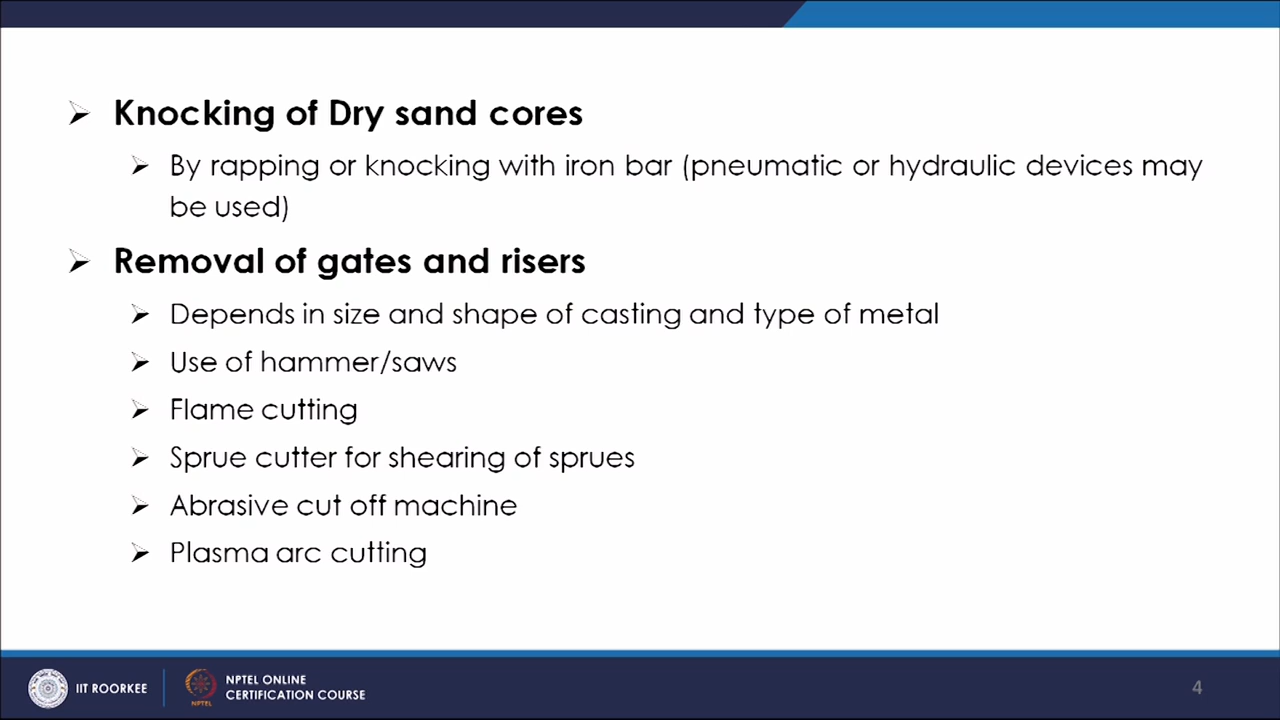 Knocking of Dry sand cores
By rapping or knocking with iron bar (pneumatic or hydraulic devices may
be used)
Removal of gates and risers
Depends in size and shape of casting and type of metal
Use of hammer/saws
Flame cutting
Sprue cutter for shearing of sprues
Abrasive cut off machine
Plasma arc cutting
IIT ROORKEE
NPTEL
NPTEL ONLINE
CERTIFICATION COURSE
4